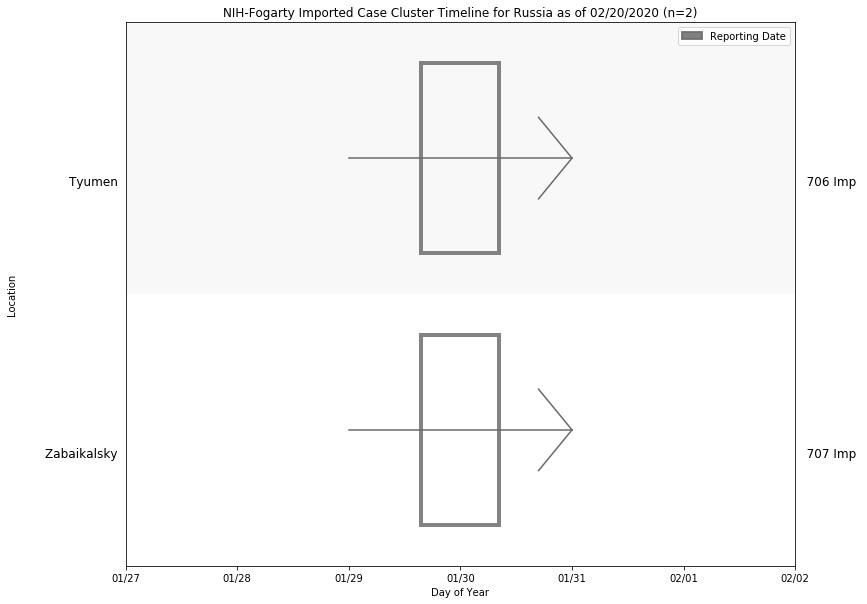 NIH-Fogarty Imported Case Cluster Timeline for Russia as of 02/20/2020 (n=2)
Reporting Date
Tyumen
706 Imp
Location
Zabaikalsky
707 Imp
01/27 01/28 01/29 01/30 01/31 02/01 02/02
Day of Year